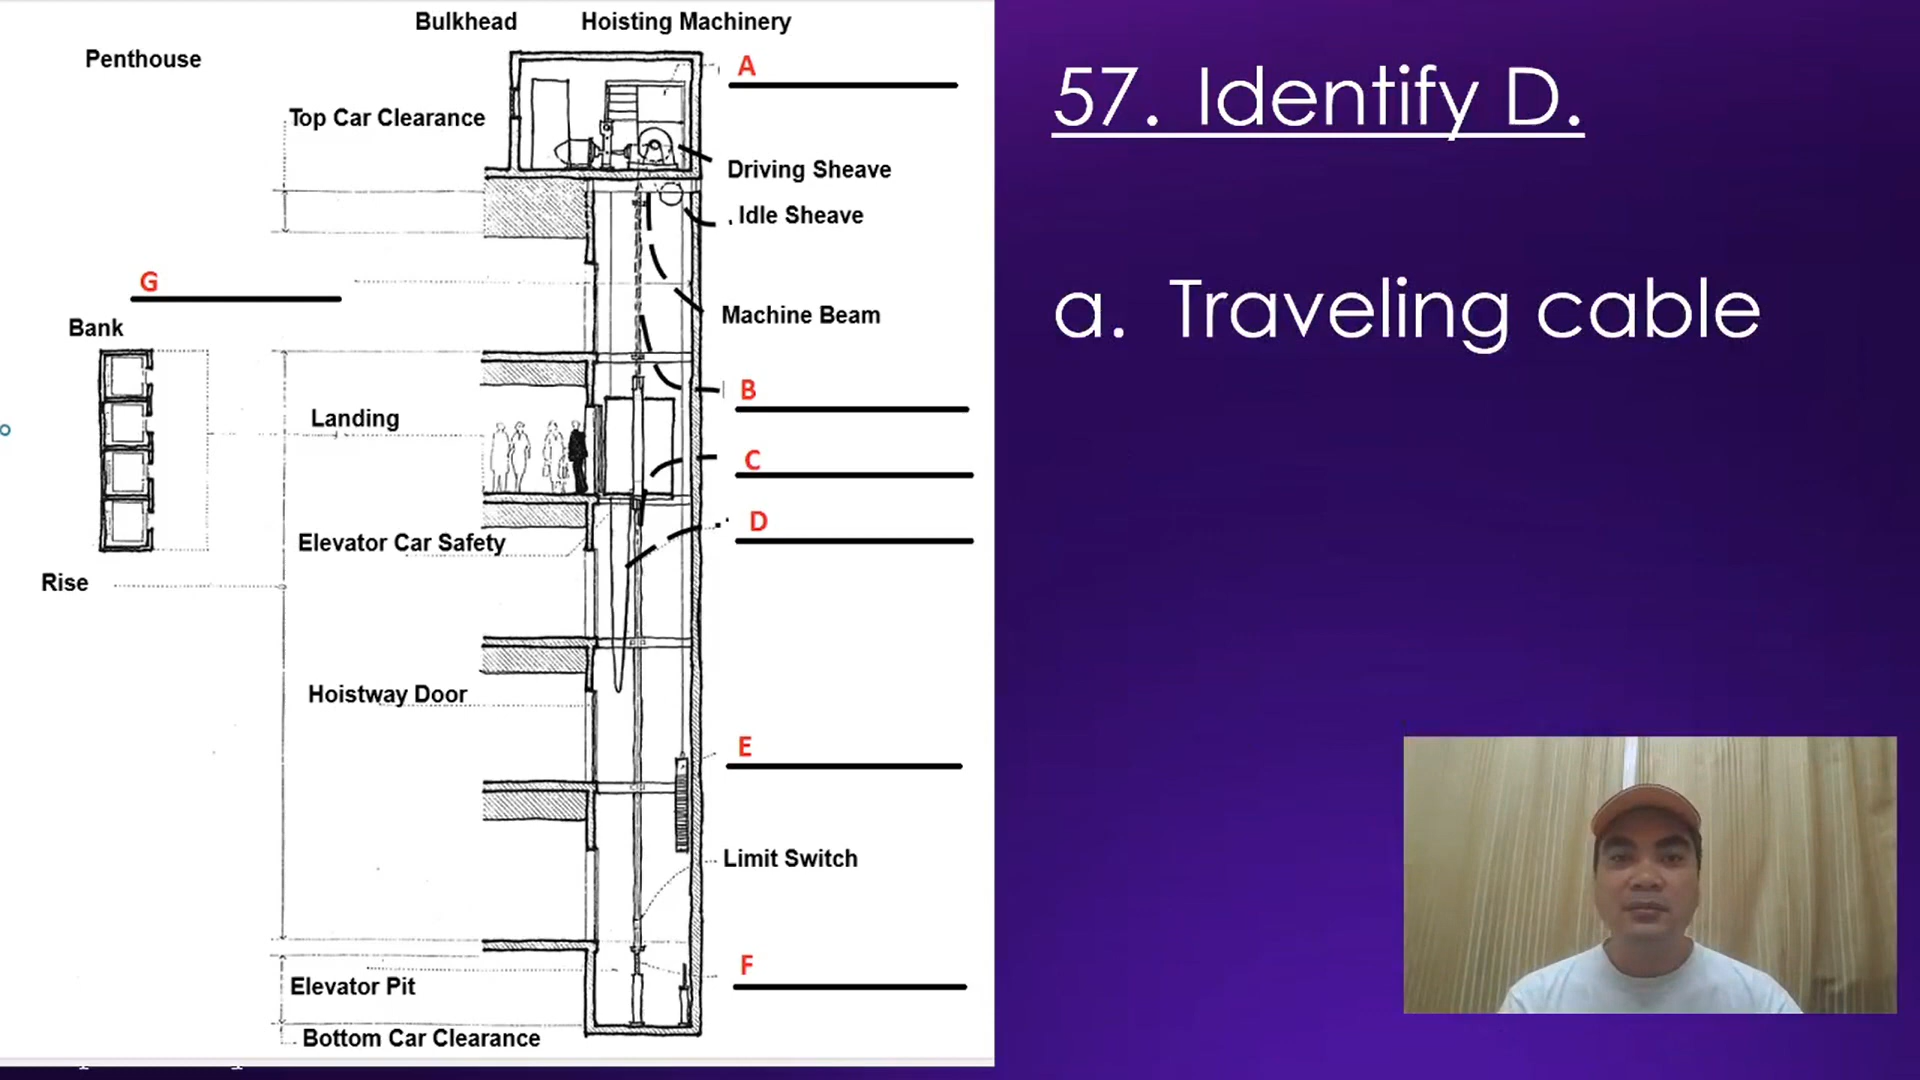 Bulkhead
Hoisting Machinery
Penthouse
A
Top Car Clearance
Driving Sheave
Idle Sheave
G
Machine Beam
Bank
B
Landing
C
D
Elevator Car Safety
Rise
Hoistway Door
E
Limit Switch
F
Elevator Pit
Bottom Car Clearance
57. Identify D.
a. Traveling cable